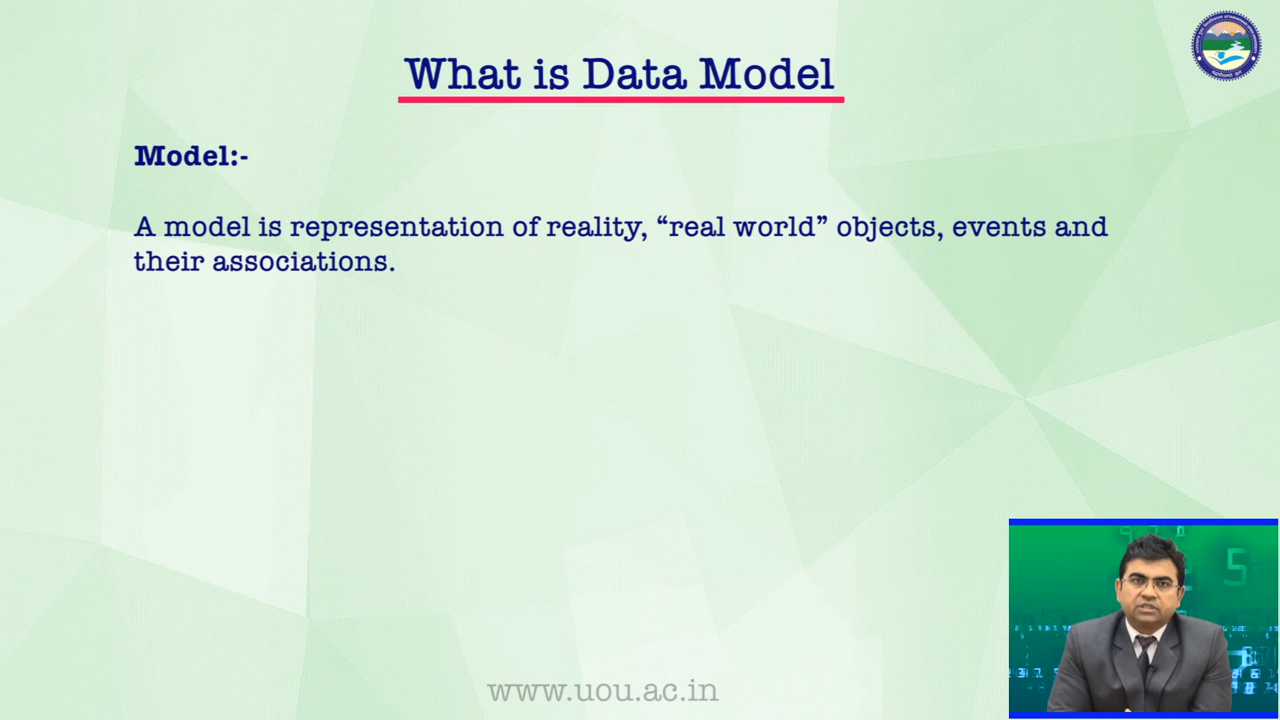 What is Data Model
Model:-
A model is representation of reality, “real world” objects, events and
their associations.
www.uou.ac.in